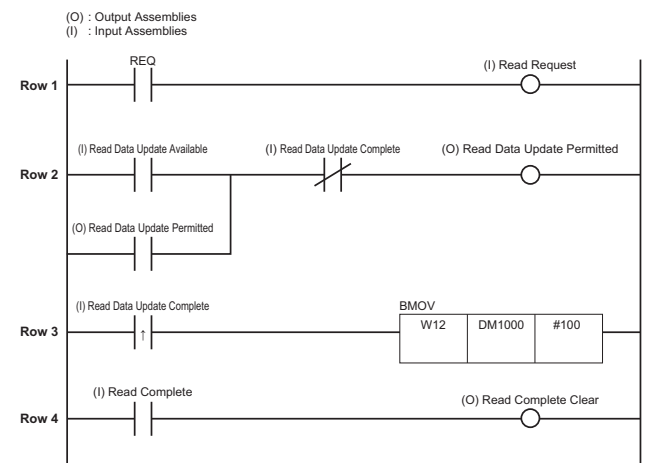 (O) : Output Assemblies
(I) : Input Assemblies
REQ
(I) Read Request
Row 1
(I) Read Data Update Available
(I) Read Data Update Complete
(O) Read Data Update Permitted
Row 2
(O) Read Data Update Permitted
(I) Read Data Update Complete
BMOV
Row 3
↑
W12
DM1000
#100
(I) Read Complete
(O) Read Complete Clear
Row 4